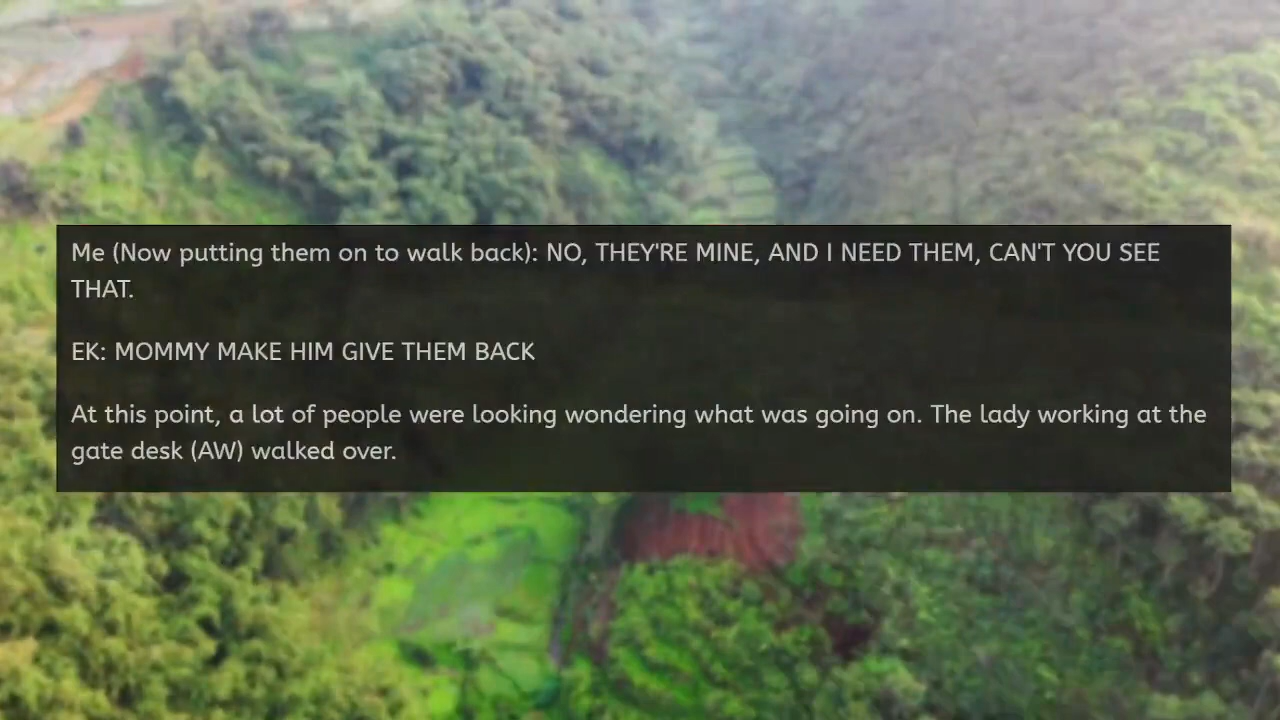 Me (Now putting them on to walk back): NO, THEY'RE MINE, AND I NEED THEM, CAN'T YOU SEE
THAT.
EK: MOMMY MAKE HIM GIVE THEM BACK
At this point, a lot of people were looking wondering what was going on. The lady working at the
gate desk (AW) walked over.